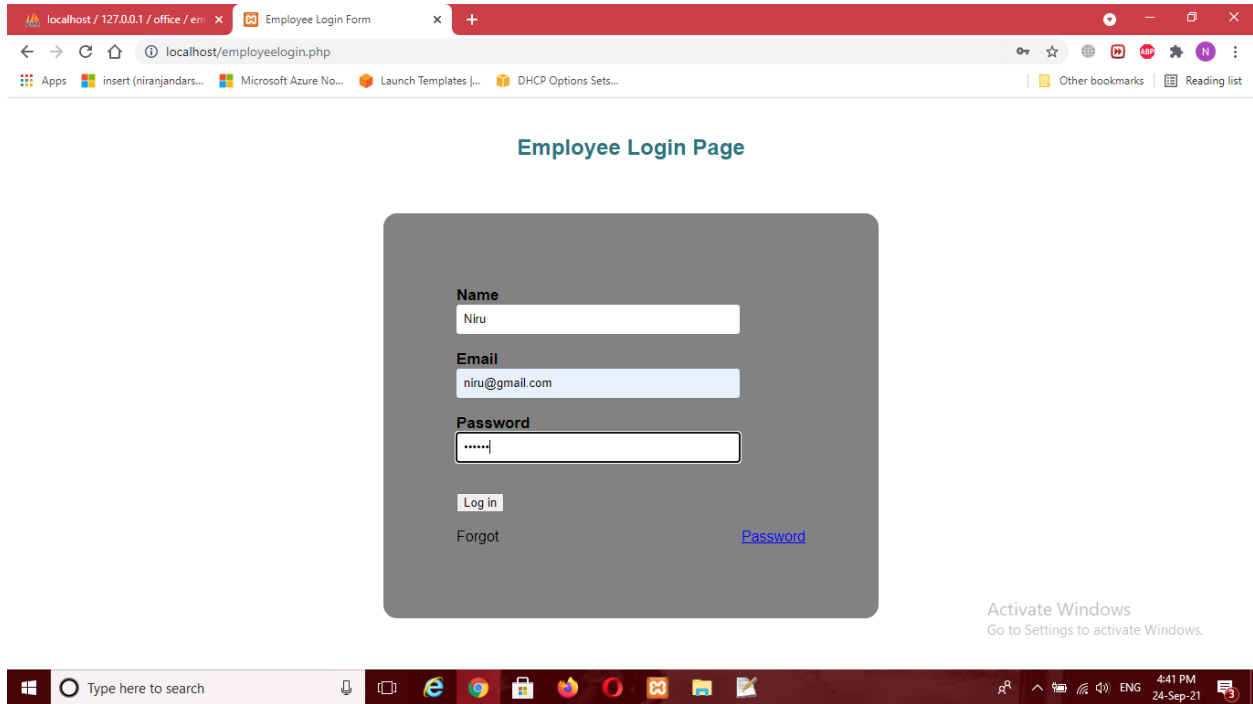 localhost / 127.0.0.1 / office / em
Employee Login Form
localhost/employeelogin.php
ABP
N
Apps
insert (niranjandars...
Microsoft Azure No...
Launch Templates |...
DHCP Options Sets...
Other bookmarks
Reading list
Employee Login Page
Name
Niru
Email
niru@gmail.com
Password
Log in
Forgot Password
Activate Windows
Go to Settings to activate Windows.
Type here to search
ENG
4:41 PM
24-Sep-21
3